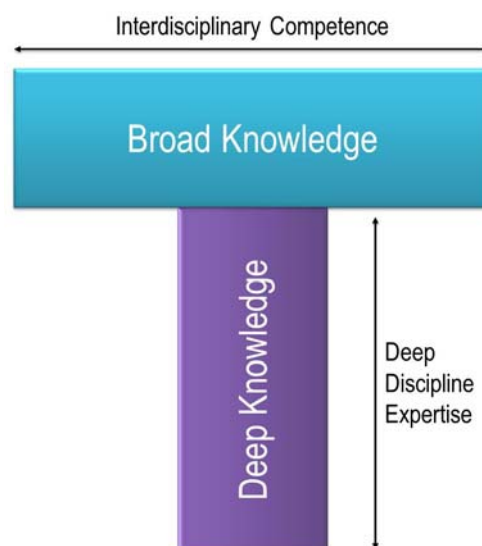 Interdisciplinary Competence
Broad Knowledge
Deep Knowledge
Deep
Discipline
Expertise